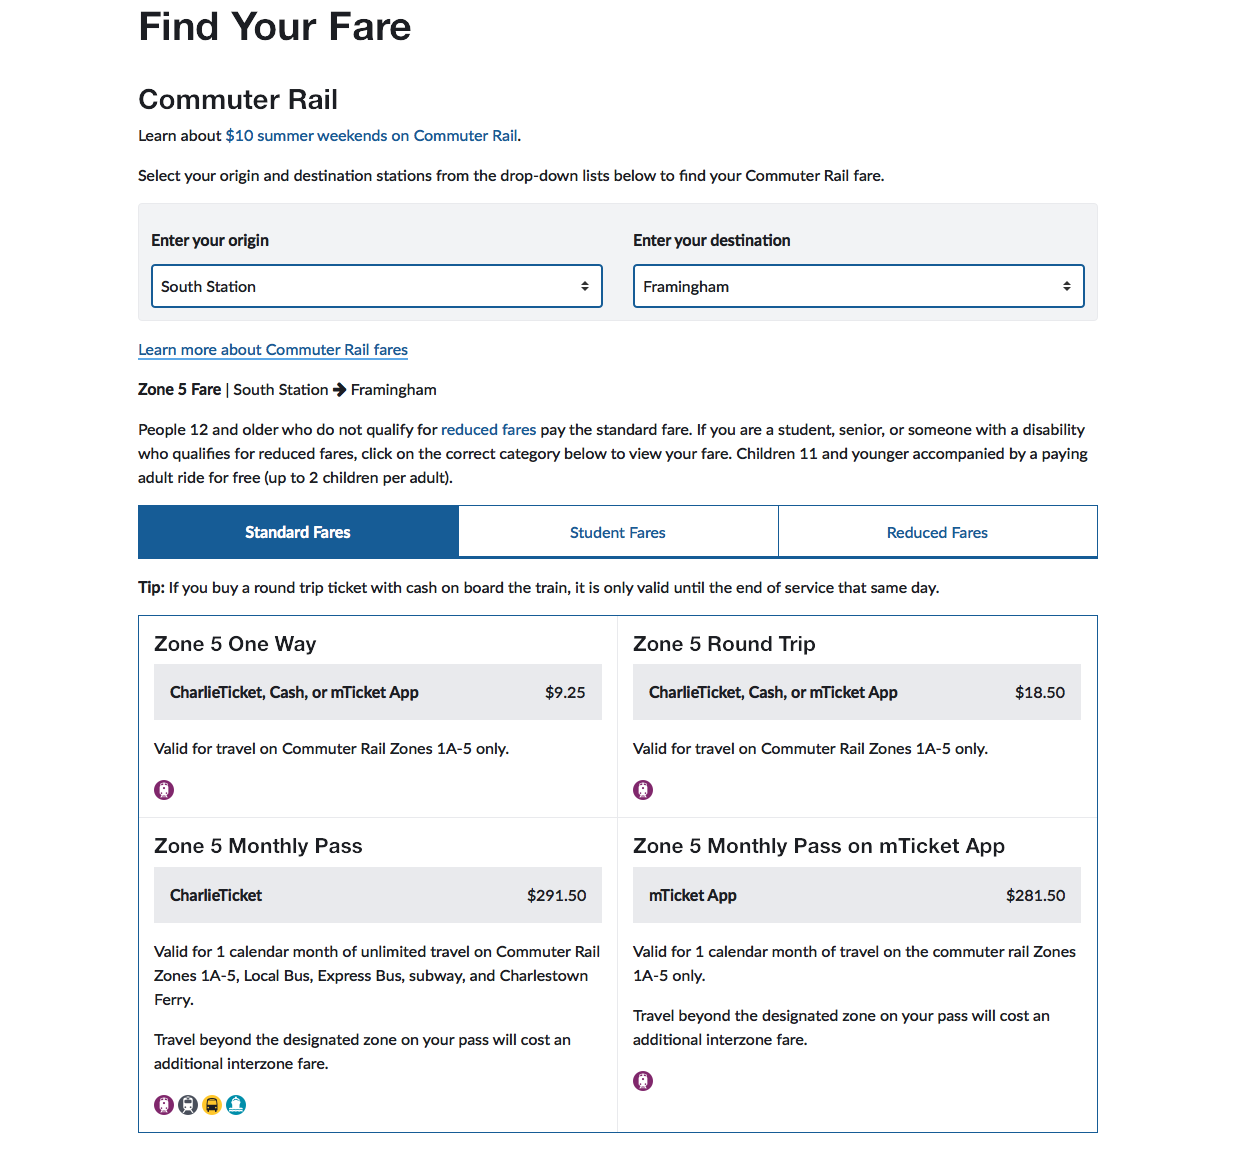 Find Your Fare
Commuter Rail
Learn about $10 summer weekends on Commuter Rail.
Select your origin and destination stations from the drop-down lists below to find your Commuter Rail fare.
Enter your origin
Enter your destination
South Station
Framingham
Learn more about Commuter Rail fares
Zone 5 Fare | South Station → Framingham
People 12 and older who do not qualify for reduced fares pay the standard fare. If you are a student, senior, or someone with a disability
who qualifies for reduced fares, click on the correct category below to view your fare. Children 11 and younger accompanied by a paying
adult ride for free (up to 2 children per adult).
Standard Fares
Student Fares
Reduced Fares
Tip: If you buy a round trip ticket with cash on board the train, it is only valid until the end of service that same day.
Zone 5 One Way
CharlieTicket, Cash, or mTicket App $9.25
Valid for travel on Commuter Rail Zones 1A-5 only.
Zone 5 Round Trip
CharlieTicket, Cash, or mTicket App $18.50
Valid for travel on Commuter Rail Zones 1A-5 only.
Zone 5 Monthly Pass
CharlieTicket $291.50
Valid for 1 calendar month of unlimited travel on Commuter Rail
Zones 1A-5, Local Bus, Express Bus, subway, and Charlestown
Ferry.
Travel beyond the designated zone on your pass will cost an
additional interzone fare.
Zone 5 Monthly Pass on mTicket App
mTicket App $281.50
Valid for 1 calendar month of travel on the commuter rail Zones
1A-5 only.
Travel beyond the designated zone on your pass will cost an
additional interzone fare.